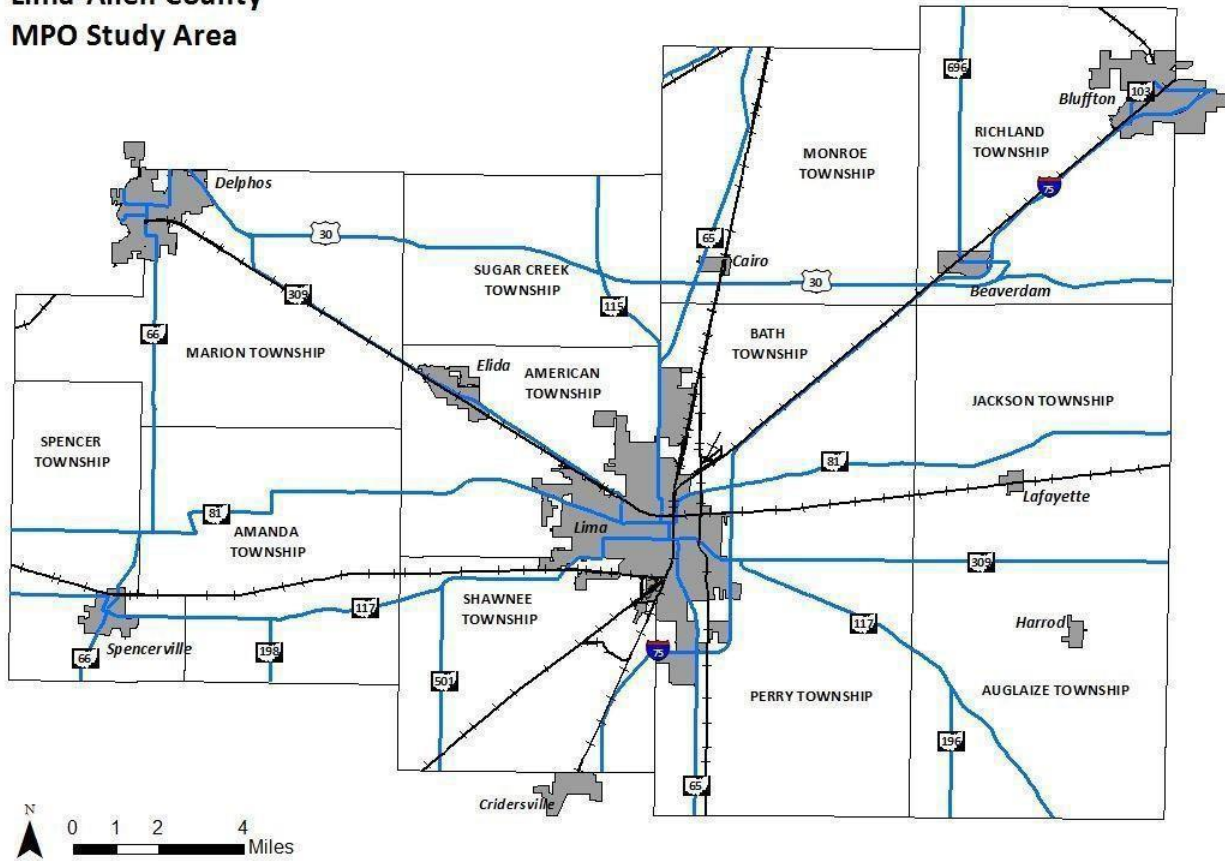 Lima-Allen County
MPO Study Area
696
Bluffton
103
RICHLAND
TOWNSHIP
MONROE
TOWNSHIP
75
Delphos
30
65
Cairo
SUGAR CREEK
TOWNSHIP
30
Beaverdam
309
115
66
BATH
TOWNSHIP
MARION TOWNSHIP
Elida
AMERICAN
TOWNSHIP
JACKSON TOWNSHIP
SPENCER
TOWNSHIP
81
Lafayette
81
AMANDA
TOWNSHIP
Lima
309
117
SHAWNEE
TOWNSHIP
117
Harrod
Spencerville
66
198
75
501
PERRY TOWNSHIP
AUGLAIZE TOWNSHIP
196
65
Cridersville
N
0 1 2 4
Miles